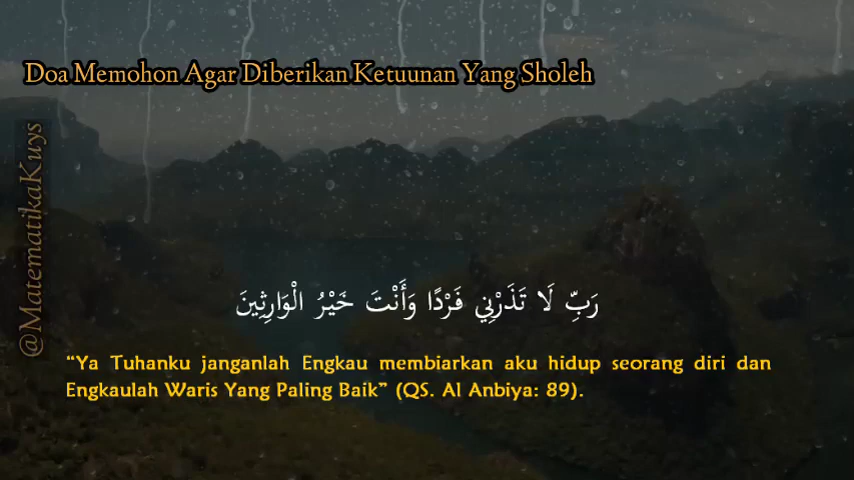 Doa Memohon Agar Diberikan Ketuunan Yang Sholeh
@MatematikaKuys
رَبِّ لَا تَذَرْنِي فَرْدًا وَأَنْتَ خَيْرُ الْوَارِثِينَ
“Ya Tuhanku janganlah Engkau membiarkan aku hidup seorang diri dan
Engkaulah Waris Yang Paling Baik” (QS. Al Anbiya: 89).